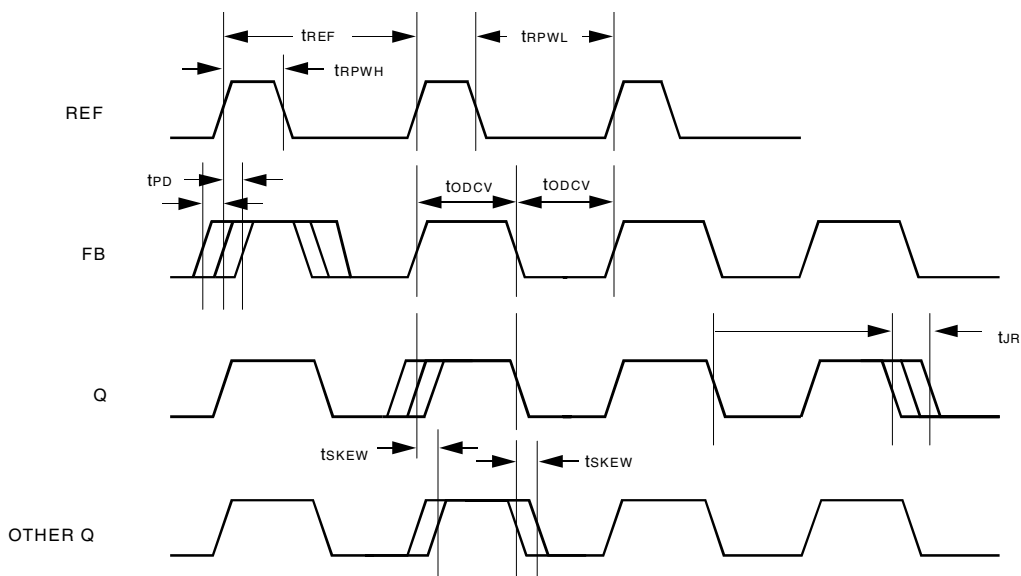 tREF
tRPWL
tRPWH
REF
tPD
tODCV
tODCV
FB
tJR
Q
tSKEW
tSKEW
OTHER Q